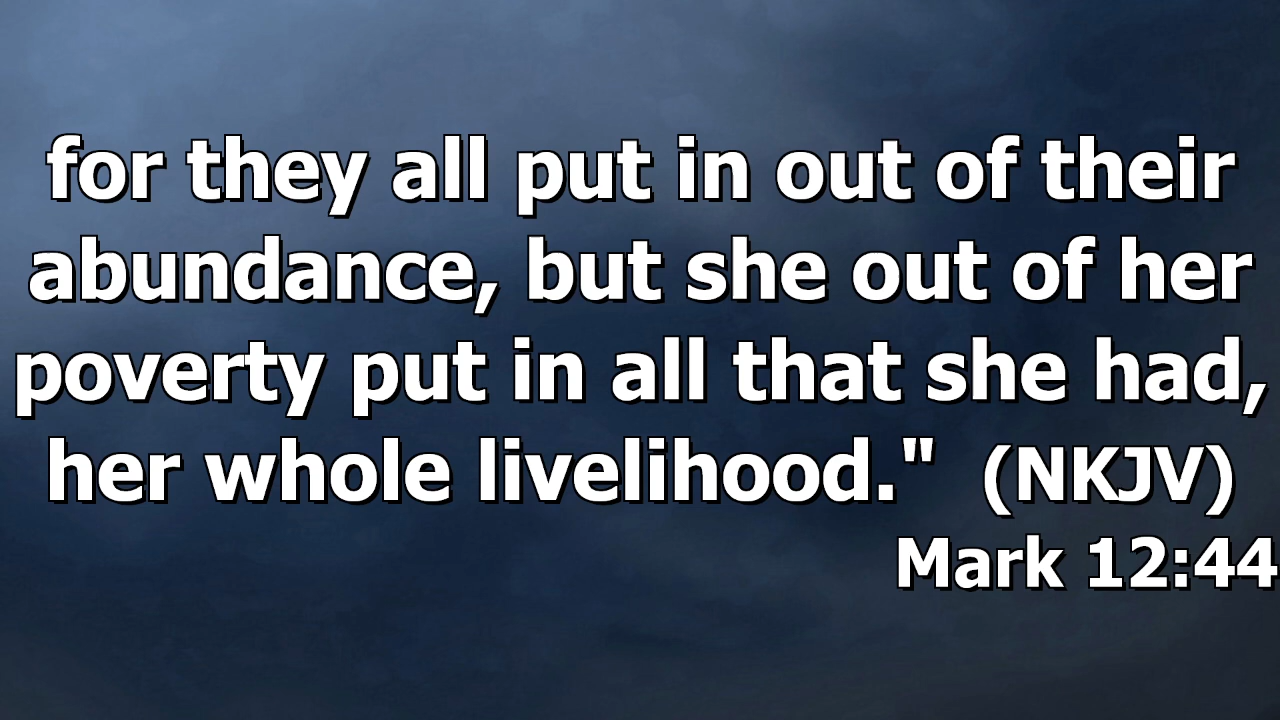 for they all put in out of their
abundance, but she out of her
poverty put in all that she had,
her whole livelihood."  (NKJV)
Mark 12:44